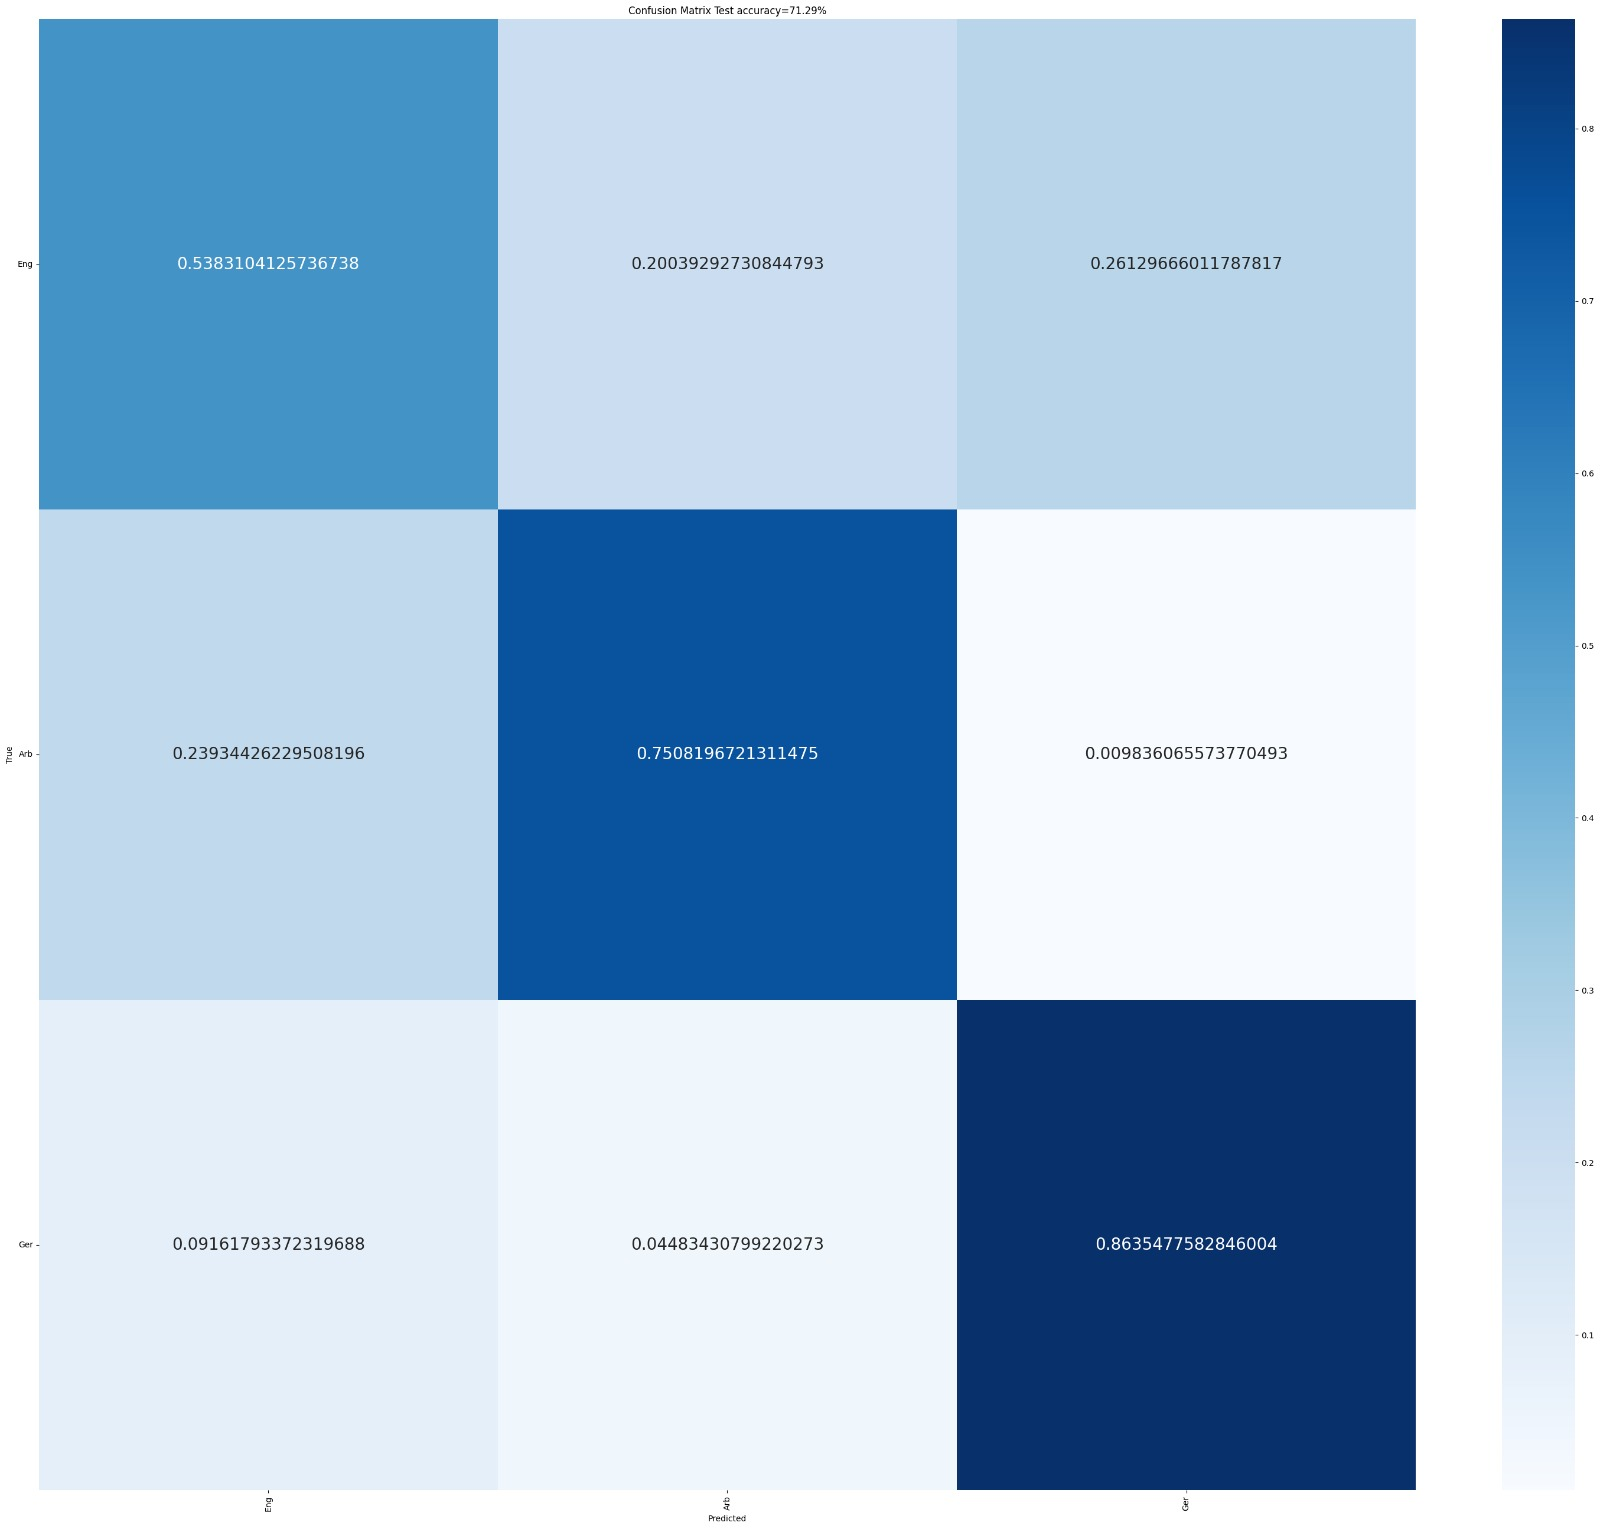 Confusion Matrix Test accuracy=71.29%
Eng 0.5383104125736738 0.20039292730844793 0.26129666011787817
Arb 0.23934426229508196 0.7508196721311475 0.009836065573770493
Ger 0.09161793372319688 0.04483430799220273 0.8635477582846004
True
Eng Arb Ger
Predicted
0.8
0.7
0.6
0.5
0.4
0.3
0.2
0.1